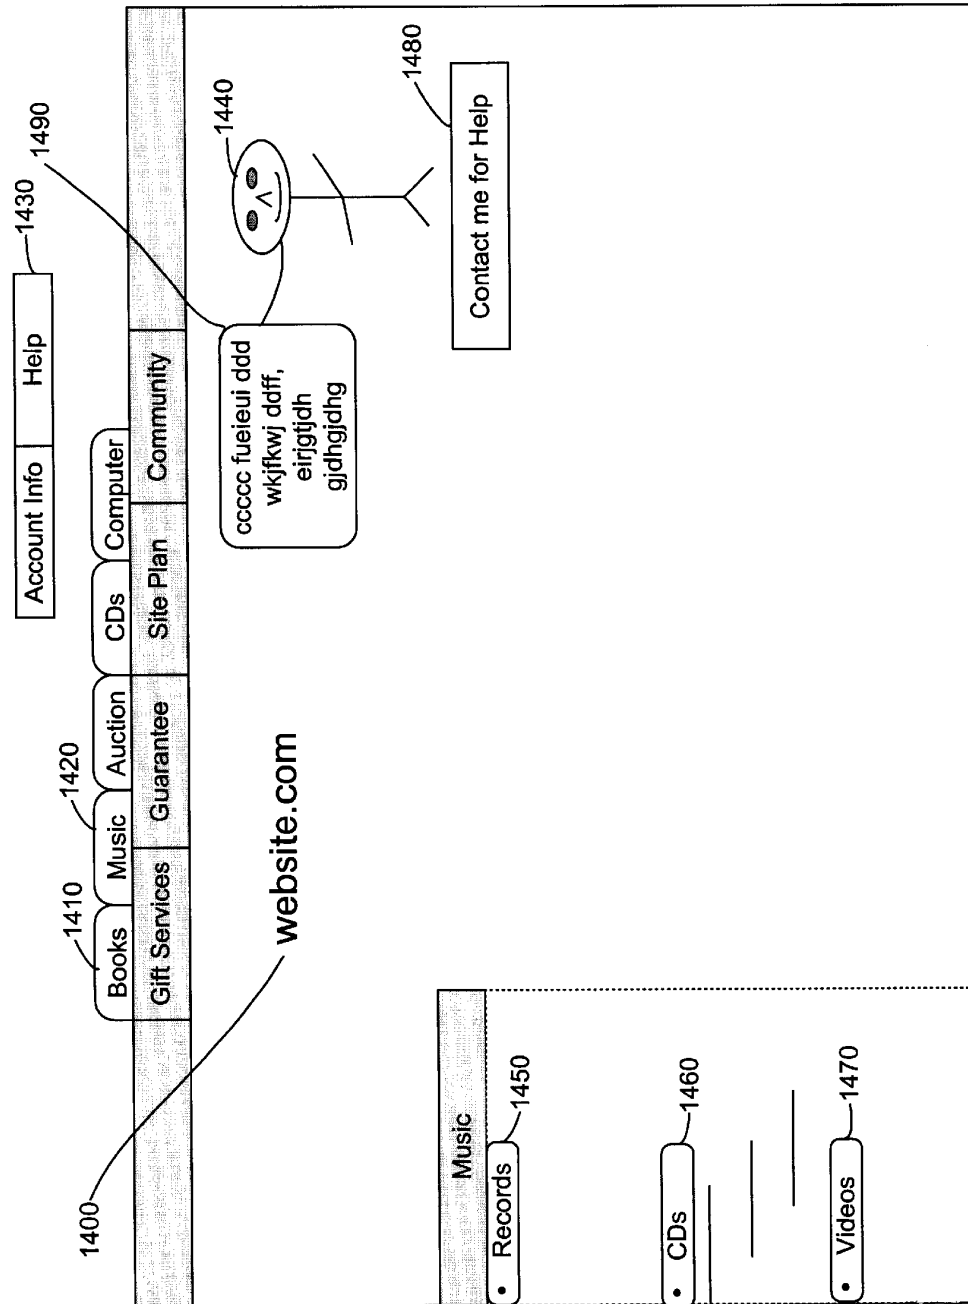 Account Info
Help
1430
1490
1410
1420
Books
Music
Auction
CDs
Computer
Gift Services
Guarantee
Site Plan
Community
1400
website.com
ccccc fueieui ddd
wkjfkwj ddff,
eirjgtjdh
gjdhgjdhg
1440
1480
Contact me for Help
Music
• Records
1450
• CDs
1460
• Videos
1470